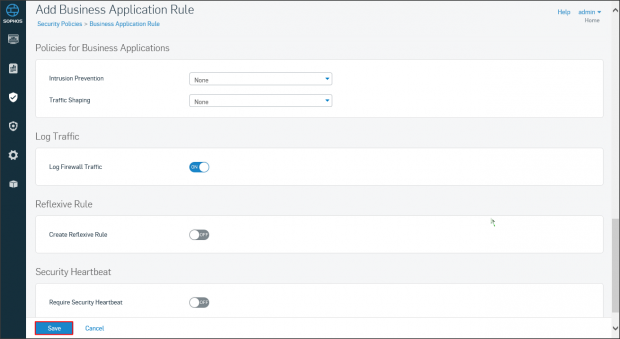 SOPHOS
Add Business Application Rule
Security Policies > Business Application Rule
Help admin
Home
Policies for Business Applications
Intrusion Prevention None
Traffic Shaping None
Log Traffic
Log Firewall Traffic ON
Reflexive Rule
Create Reflexive Rule OFF
Security Heartbeat
Require Security Heartbeat OFF
Save Cancel